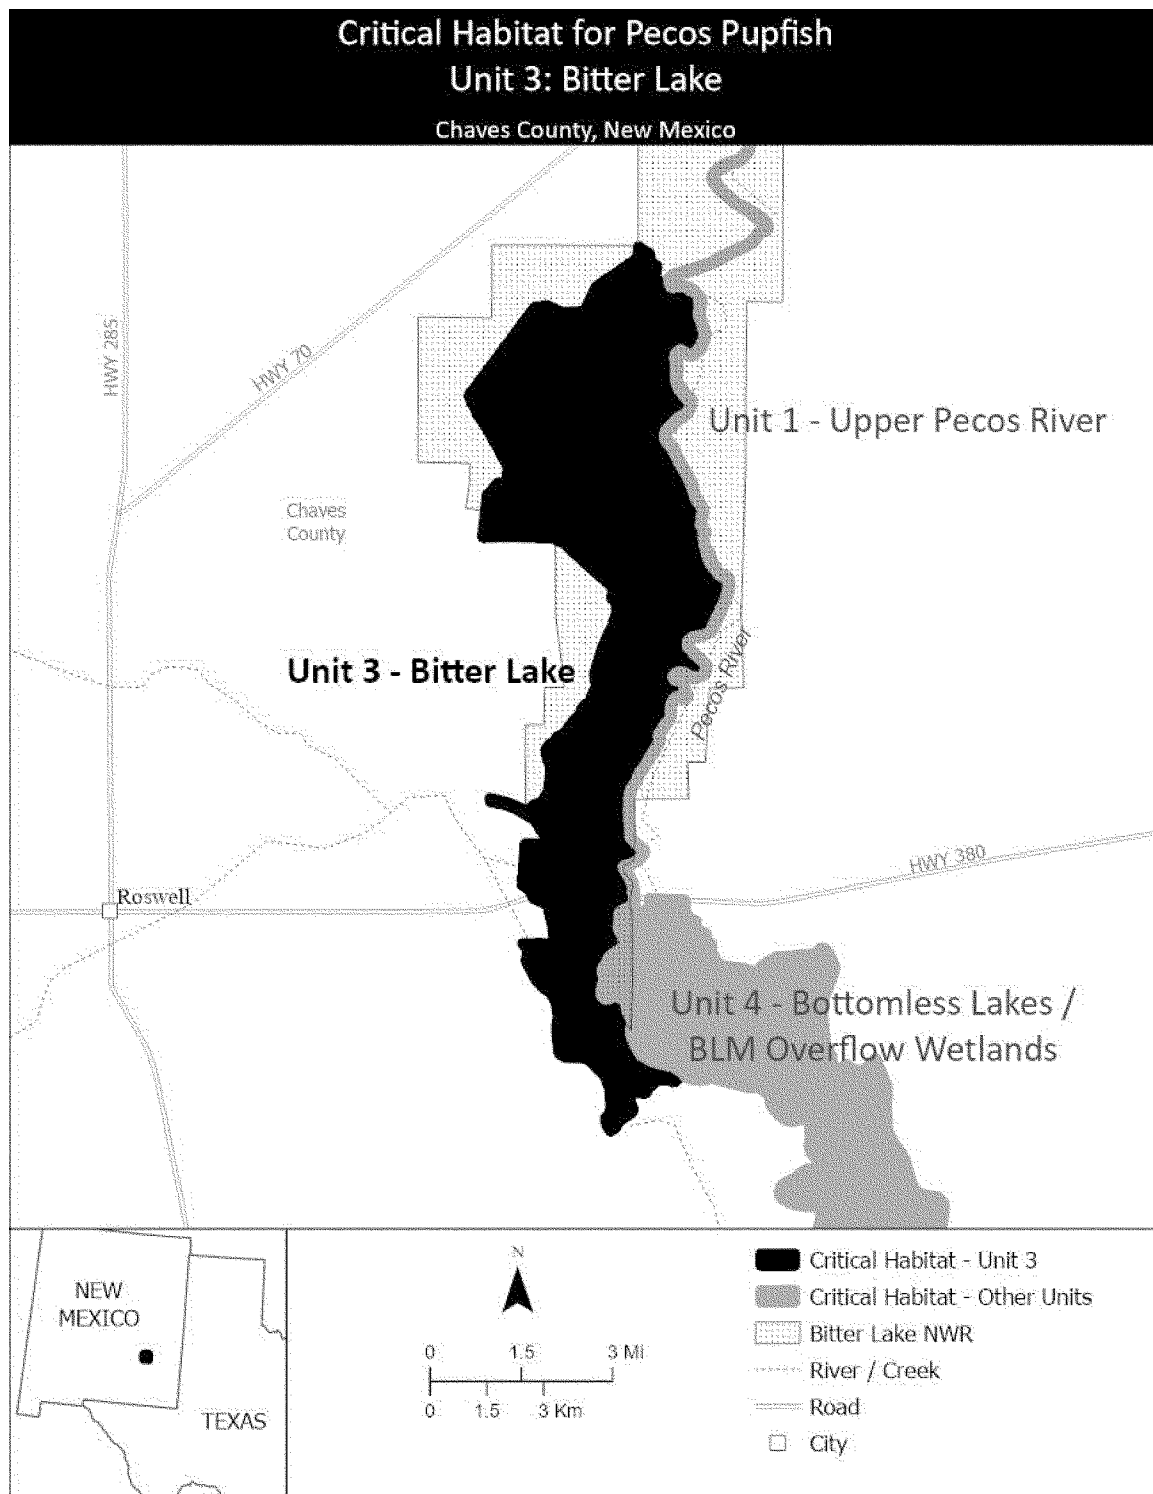 Critical Habitat for Pecos Pupfish
Unit 3: Bitter Lake
Chaves County, New Mexico
HWY 285
HWY 70
Unit 1 - Upper Pecos River
Chaves
County
Unit 3 - Bitter Lake
Pecos River
HWY 380
Roswell
Unit 4 - Bottomless Lakes /
BLM Overflow Wetlands
NEW
MEXICO
TEXAS
N
0 1.5 3 Mi
0 1.5 3 Km
Critical Habitat - Unit 3
Critical Habitat - Other Units
Bitter Lake NWR
River / Creek
Road
City